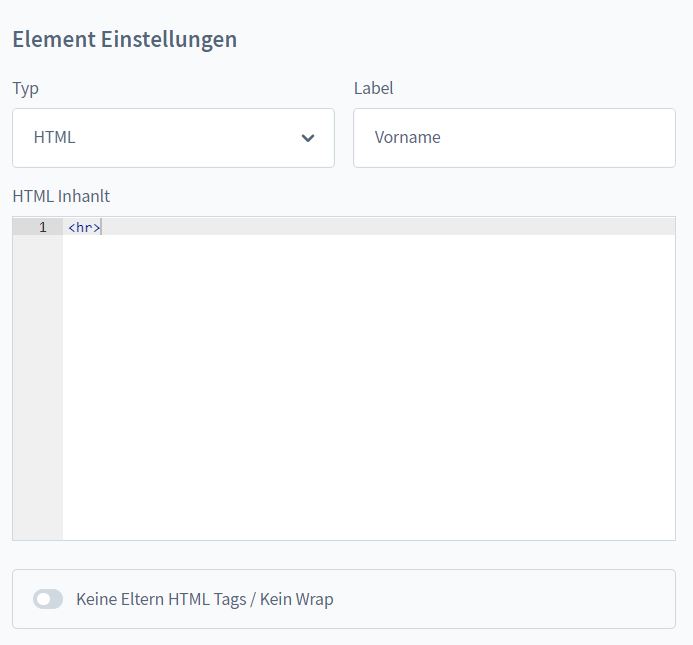 Element Einstellungen
Typ Label
HTML Vorname
HTML Inhanlt
1 <hr>
Keine Eltern HTML Tags / Kein Wrap